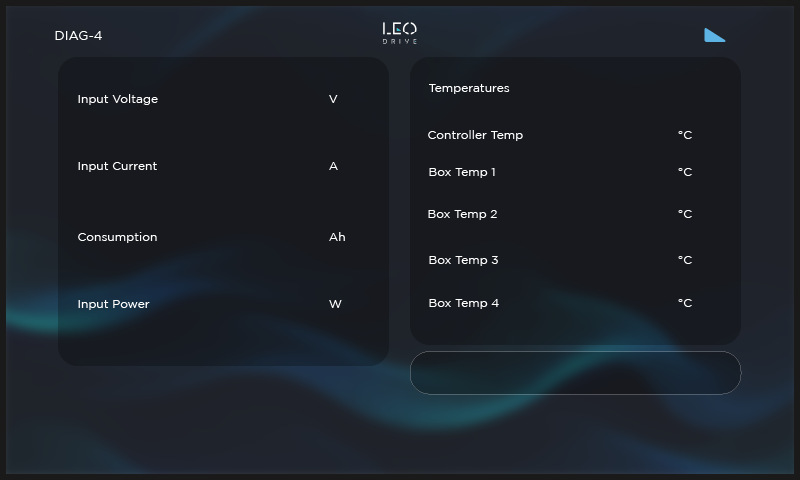 DIAG-4
LEO
DRIVE
Input Voltage V
Input Current A
Consumption Ah
Input Power W
Temperatures
Controller Temp °C
Box Temp 1 °C
Box Temp 2 °C
Box Temp 3 °C
Box Temp 4 °C